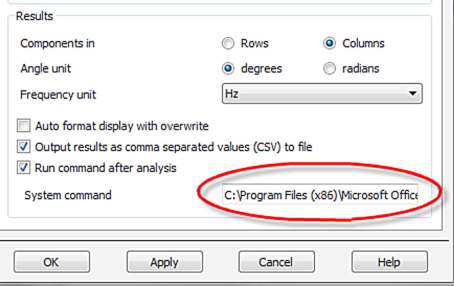 Results
Components in Rows Columns
Angle unit degrees radians
Frequency unit Hz
Auto format display with overwrite
Output results as comma separated values (CSV) to file
Run command after analysis
System command C:\Program Files (x86)\Microsoft Office
OK Apply Cancel Help